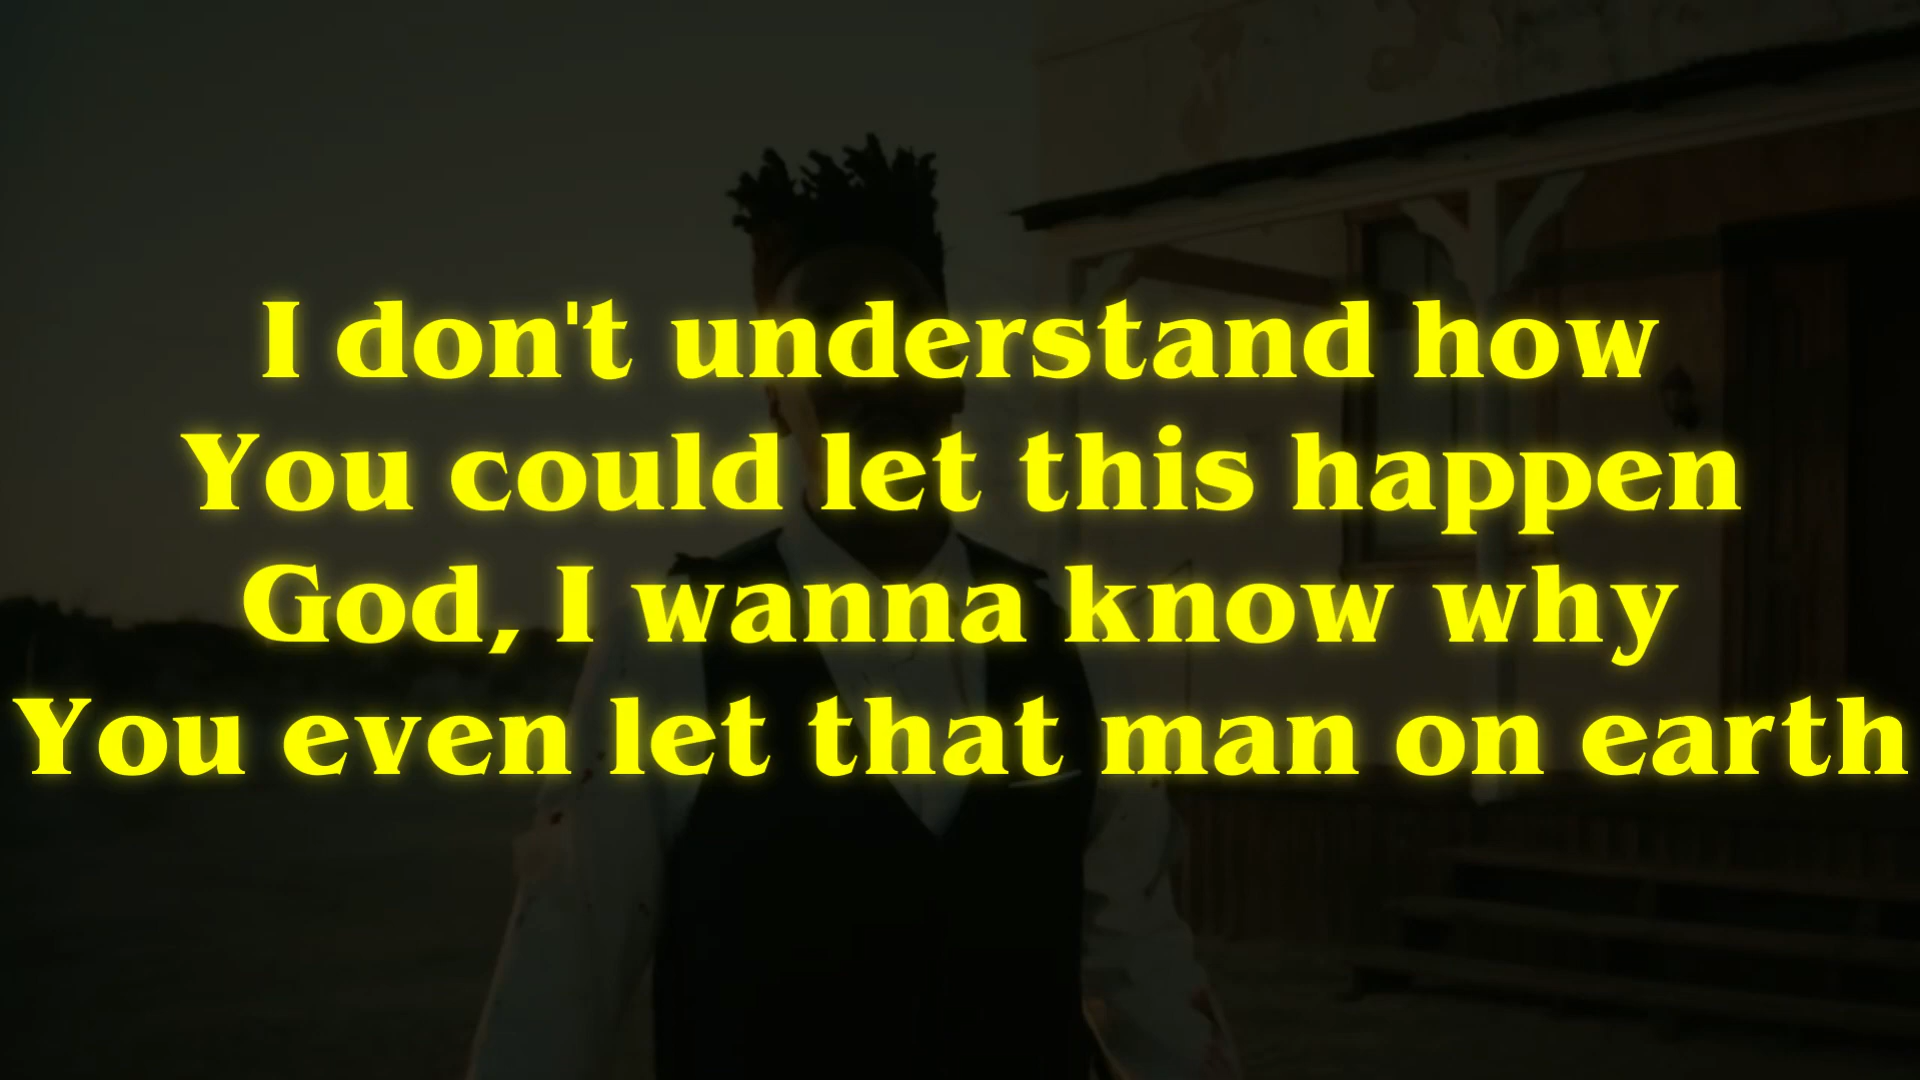 I don't understand how
You could let this happen
God, I wanna know why
You even let that man on earth